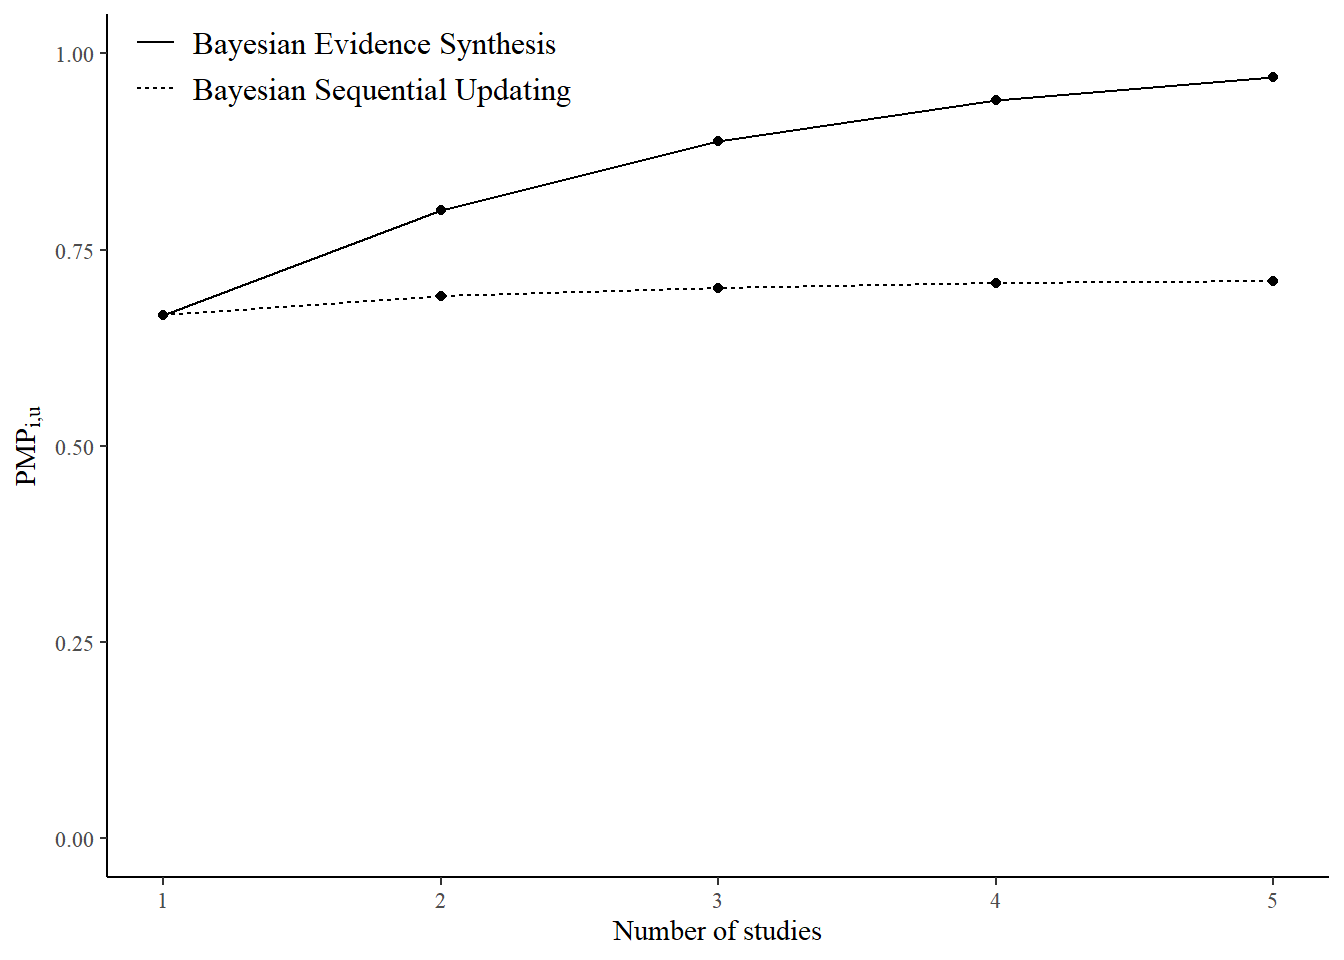 Bayesian Evidence Synthesis
Bayesian Sequential Updating
1.00
0.75
0.50
0.25
0.00
PMPi,u
1 2 3 4 5
Number of studies